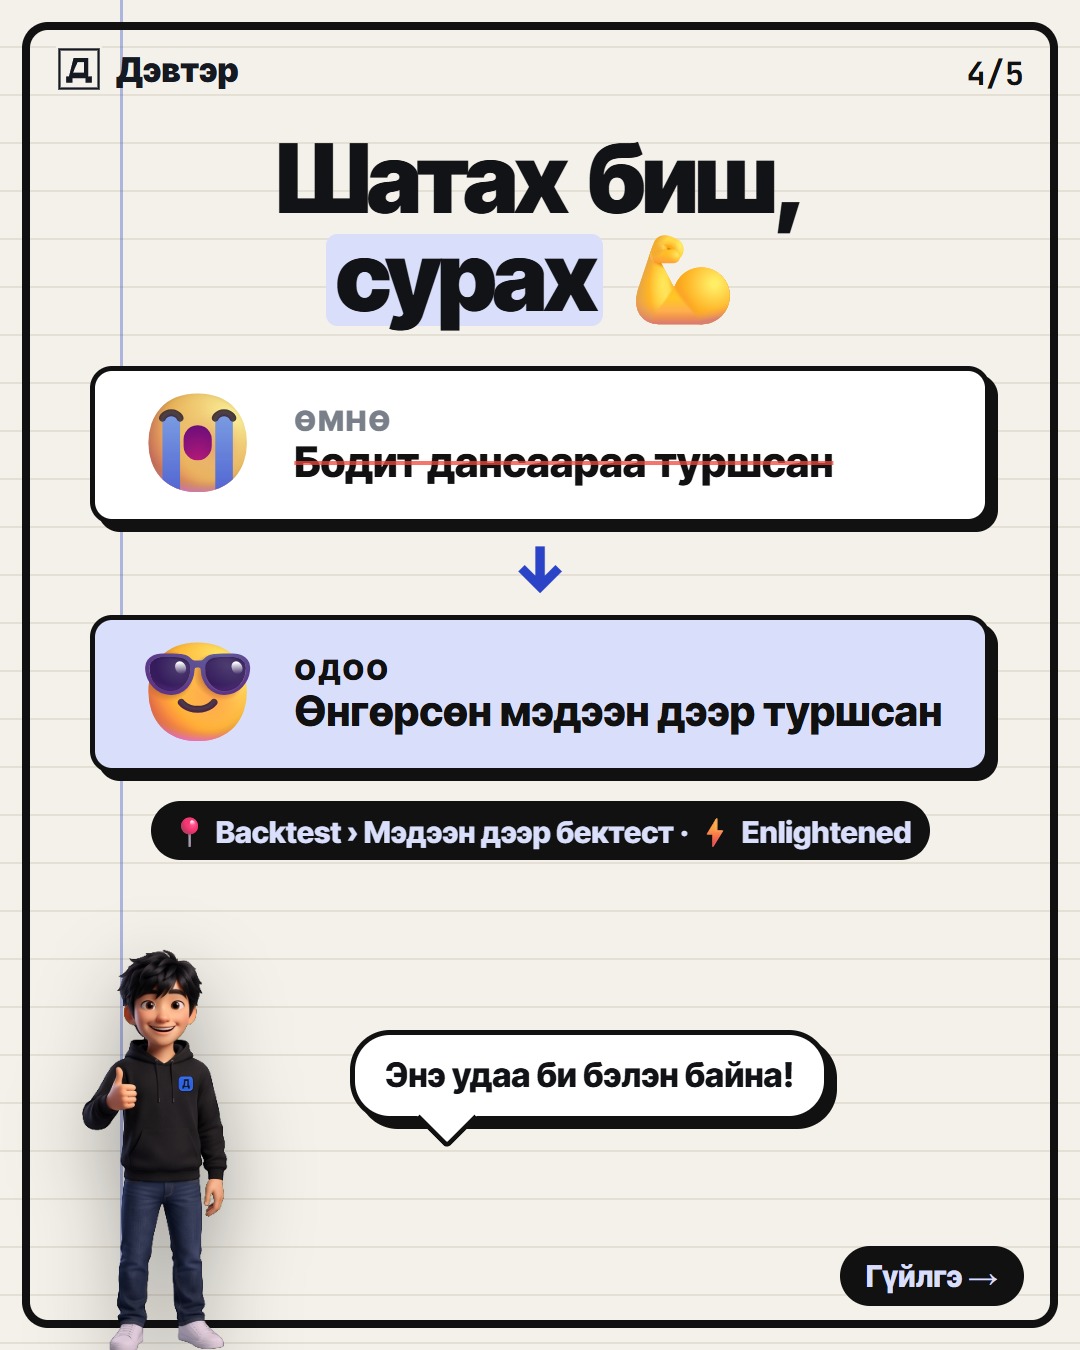 Д Дэвтэр
4/5
Шатах биш,
сурах 💪
өмнө
Бодит дансаараа туршсан
↓
одоо
Өнгөрсөн мэдээн дээр туршсан
📍 Backtest › Мэдээн дээр бектест · ⚡ Enlightened
Д
Энэ удаа би бэлэн байна!
Гүйлгэ →